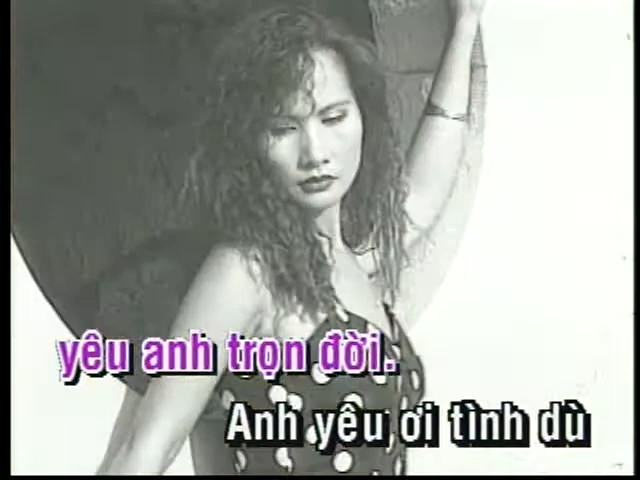 yêu anh trọn đời.
Anh yêu ơi tình dù